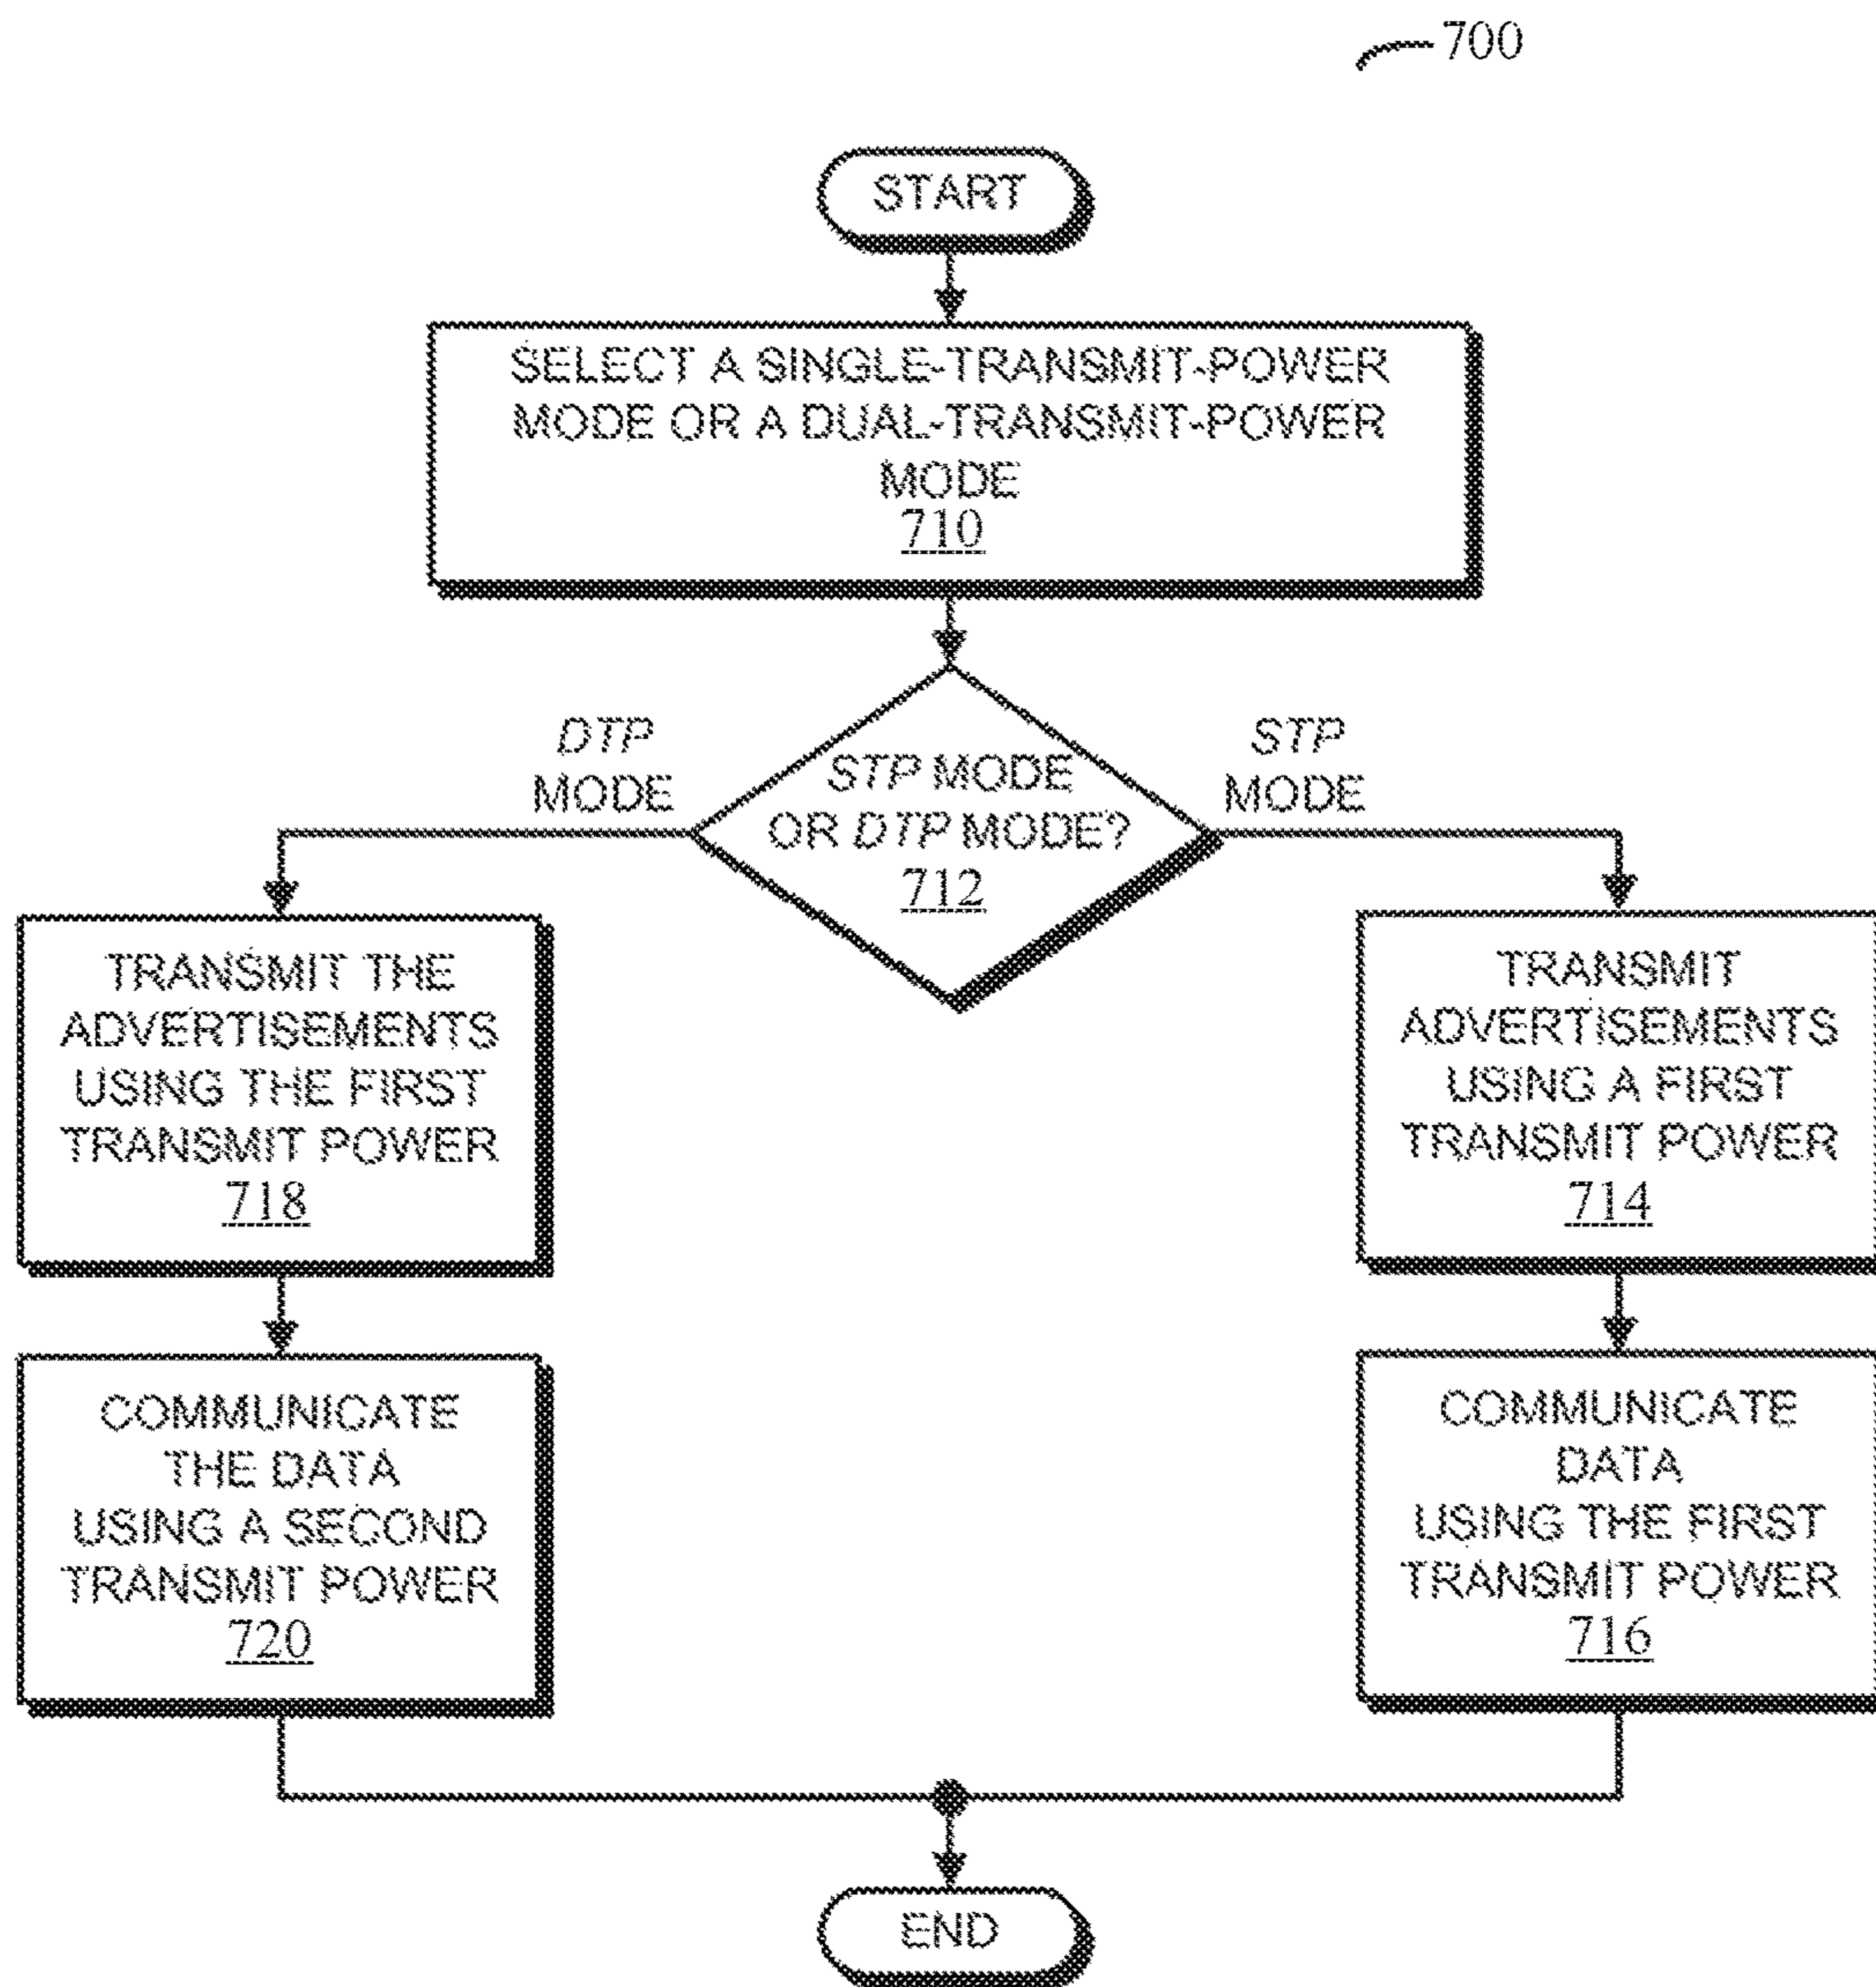 700
START
SELECT A SINGLE-TRANSMIT-POWER
MODE OR A DUAL-TRANSMIT-POWER
MODE
710
DTP
MODE
STP MODE
OR DTP MODE?
712
STP
MODE
TRANSMIT THE
ADVERTISEMENTS
USING THE FIRST
TRANSMIT POWER
718
TRANSMIT
ADVERTISEMENTS
USING A FIRST
TRANSMIT POWER
714
COMMUNICATE
THE DATA
USING A SECOND
TRANSMIT POWER
720
COMMUNICATE
DATA
USING THE FIRST
TRANSMIT POWER
716
END